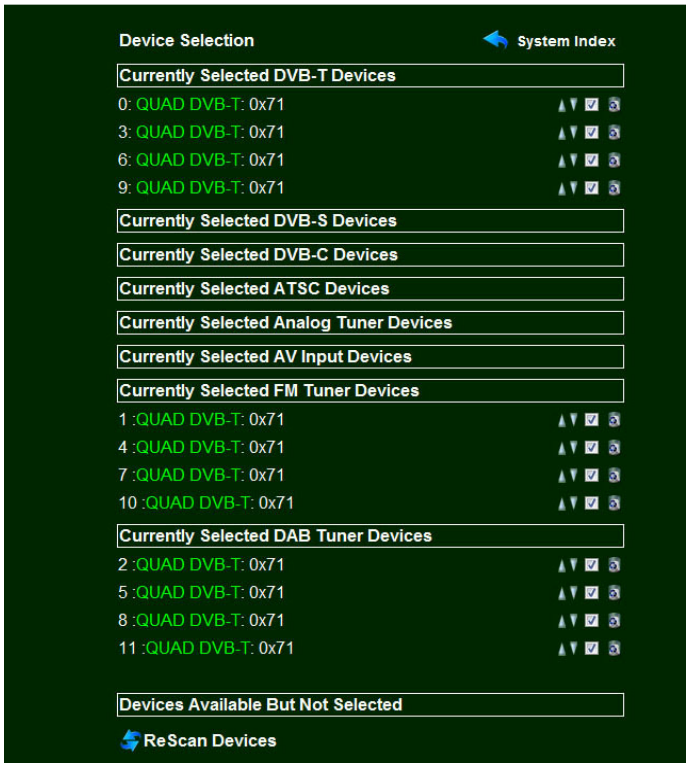 Device Selection System Index
Currently Selected DVB-T Devices
0: QUAD DVB-T: 0x71
3: QUAD DVB-T: 0x71
6: QUAD DVB-T: 0x71
9: QUAD DVB-T: 0x71
Currently Selected DVB-S Devices
Currently Selected DVB-C Devices
Currently Selected ATSC Devices
Currently Selected Analog Tuner Devices
Currently Selected AV Input Devices
Currently Selected FM Tuner Devices
1 :QUAD DVB-T: 0x71
4 :QUAD DVB-T: 0x71
7 :QUAD DVB-T: 0x71
10 :QUAD DVB-T: 0x71
Currently Selected DAB Tuner Devices
2 :QUAD DVB-T: 0x71
5 :QUAD DVB-T: 0x71
8 :QUAD DVB-T: 0x71
11 :QUAD DVB-T: 0x71
Devices Available But Not Selected
ReScan Devices